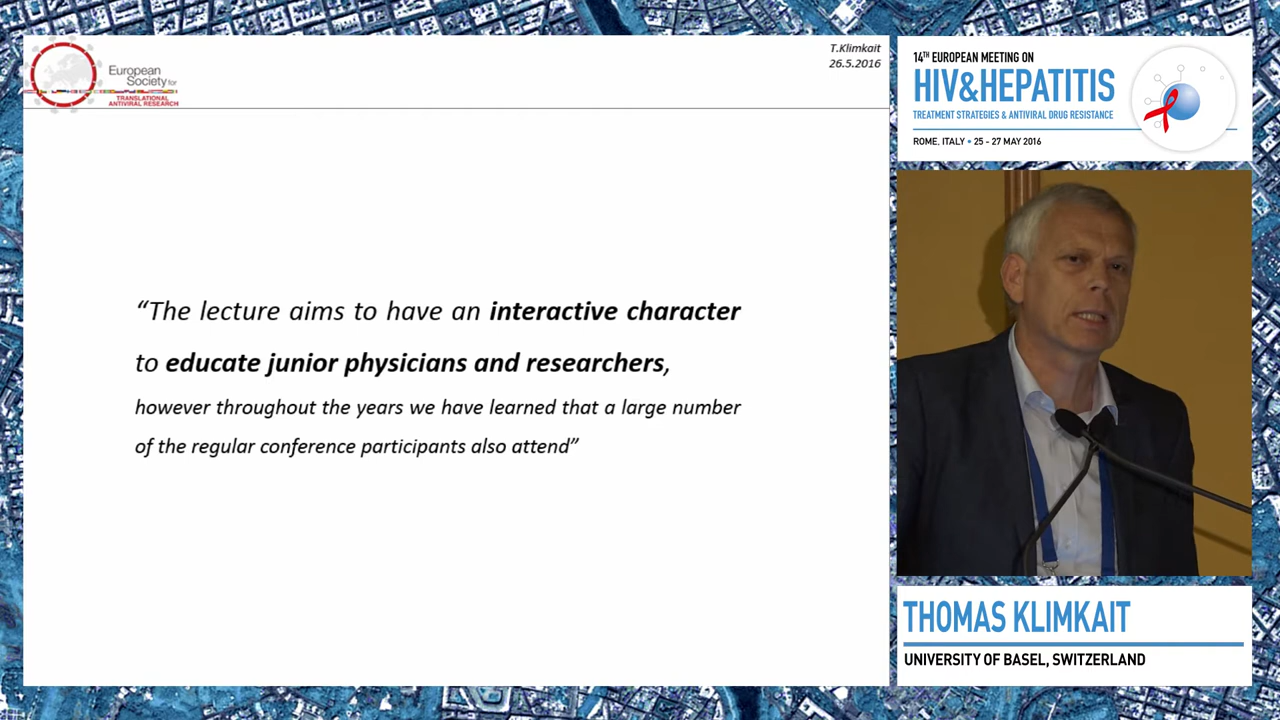 European
Society for
TRANSLATIONAL
ANTIVIRAL RESEARCH
T.Klimkait
26.5.2016
“The lecture aims to have an interactive character
to educate junior physicians and researchers,
however throughout the years we have learned that a large number
of the regular conference participants also attend”
14TH EUROPEAN MEETING ON
HIV&HEPATITIS
TREATMENT STRATEGIES & ANTIVIRAL DRUG RESISTANCE
ROME, ITALY • 25 - 27 MAY 2016
THOMAS KLIMKAIT
UNIVERSITY OF BASEL, SWITZERLAND